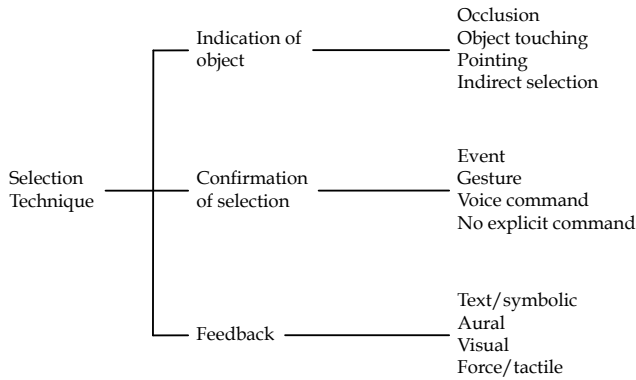 Selection
Technique
Indication of
object
Occlusion
Object touching
Pointing
Indirect selection
Confirmation
of selection
Event
Gesture
Voice command
No explicit command
Feedback
Text/symbolic
Aural
Visual
Force/tactile